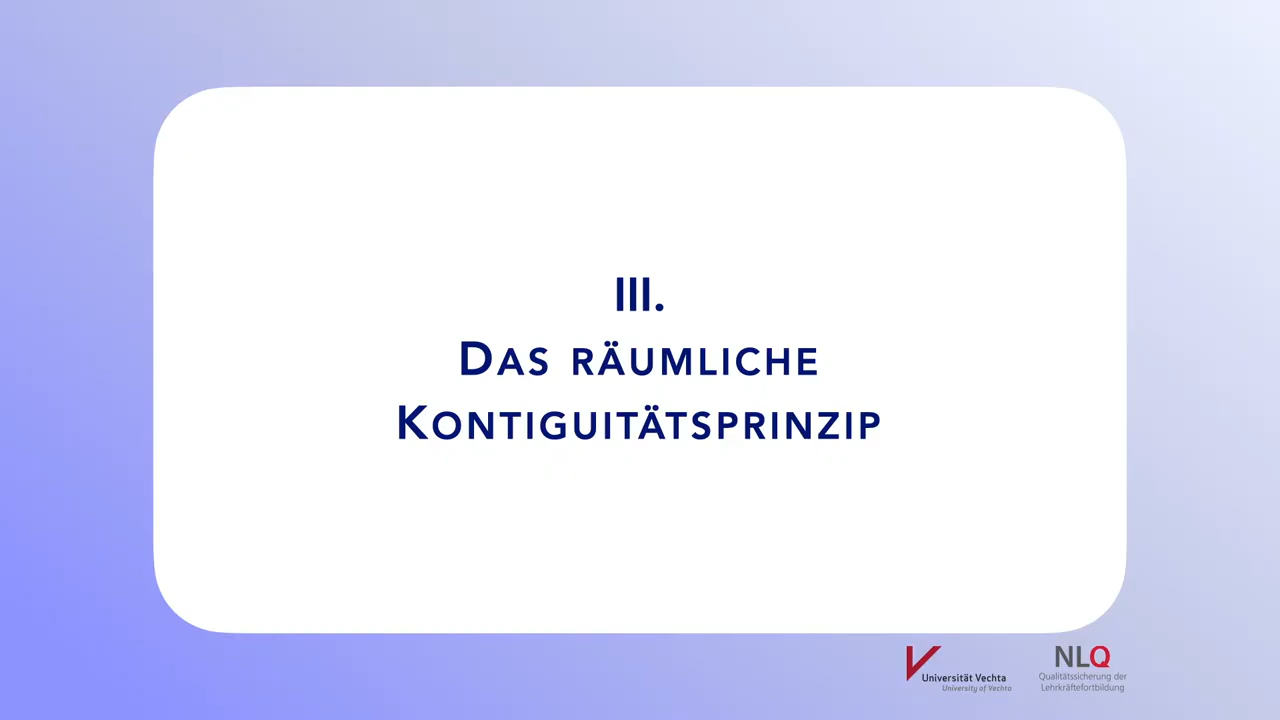 III.
Das räumliche
Kontiguitätsprinzip
Universität Vechta
University of Vechta
NLQ
Qualitätssicherung der
Lehrkräftefortbildung